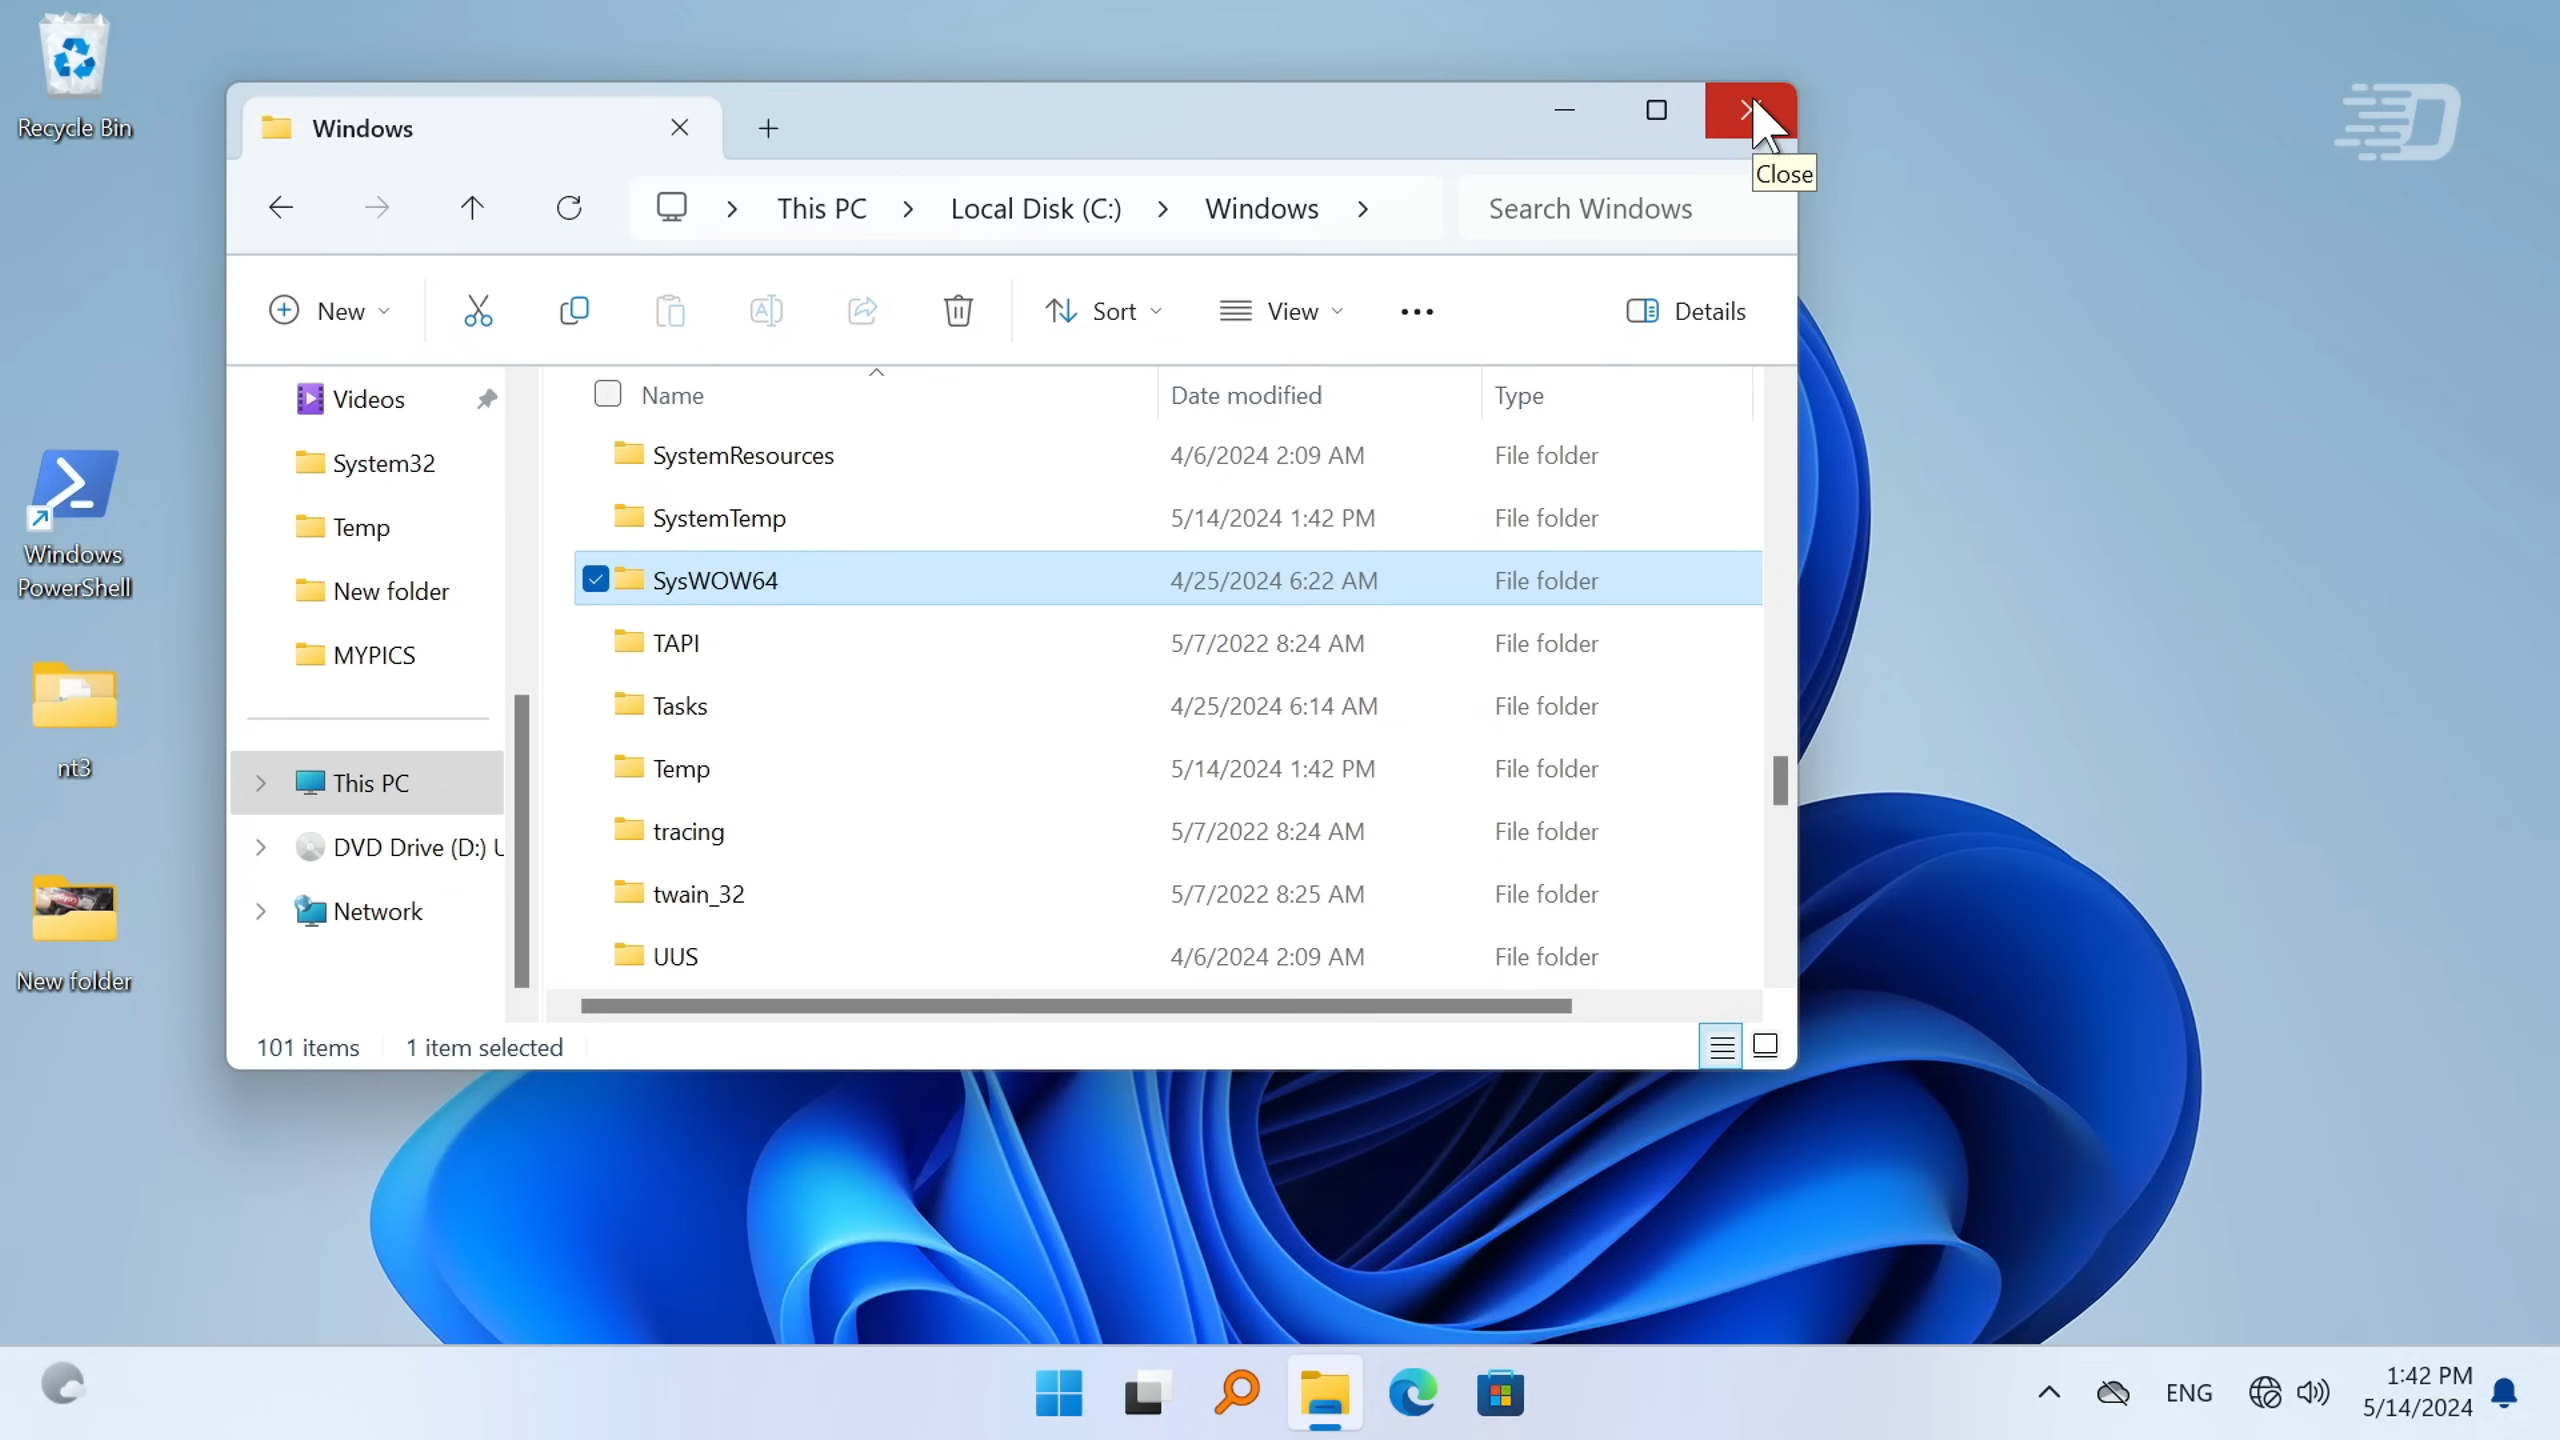 Recycle Bin
Windows
PowerShell
nt3
New folder
Windows
Close
This PC
Local Disk (C:)
Windows
Search Windows
New
Sort
View
Details
Videos
System32
Temp
New folder
MYPICS
This PC
DVD Drive (D:) U
Network
Name Date modified Type
SystemResources 4/6/2024 2:09 AM File folder
SystemTemp 5/14/2024 1:42 PM File folder
SysWOW64 4/25/2024 6:22 AM File folder
TAPI 5/7/2022 8:24 AM File folder
Tasks 4/25/2024 6:14 AM File folder
Temp 5/14/2024 1:42 PM File folder
tracing 5/7/2022 8:24 AM File folder
twain_32 5/7/2022 8:25 AM File folder
UUS 4/6/2024 2:09 AM File folder
101 items 1 item selected
ENG
1:42 PM
5/14/2024